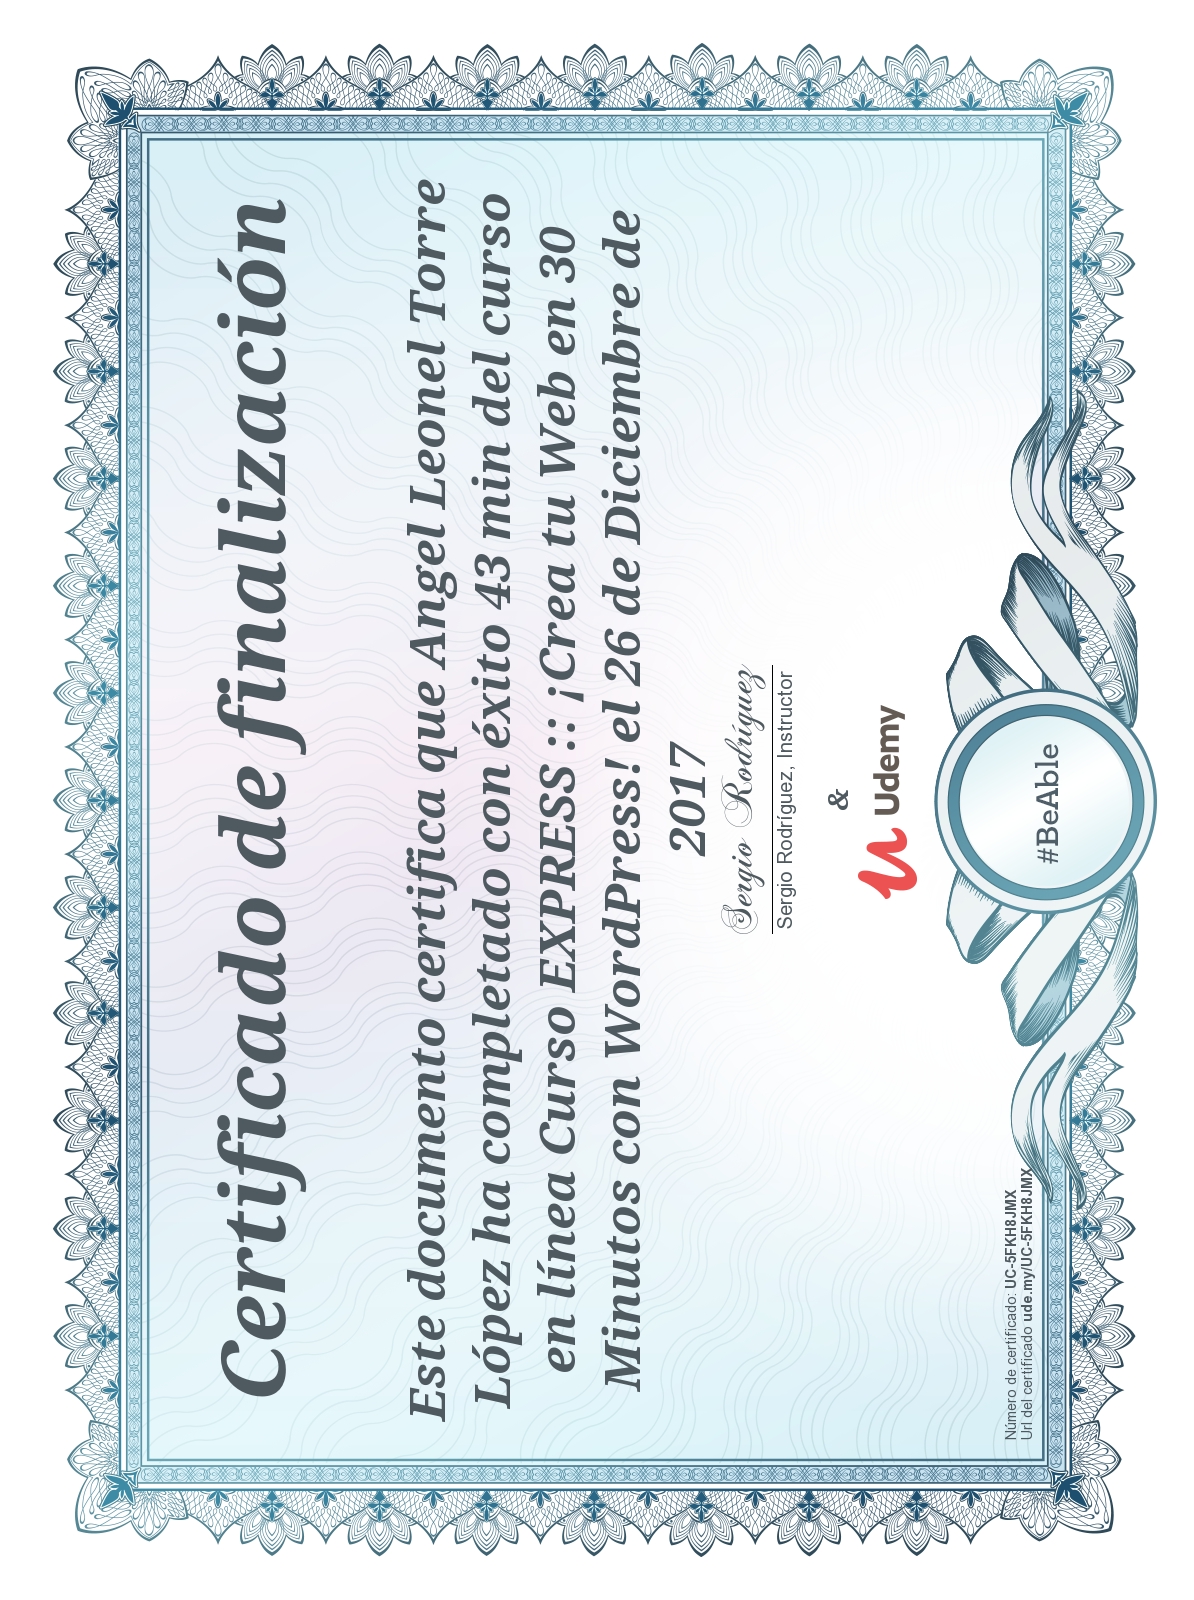 Certificado de finalización
Este documento certifica que Angel Leonel Torre
López ha completado con éxito 43 min del curso
en línea Curso EXPRESS :: ¡Crea tu Web en 30
Minutos con WordPress! el 26 de Diciembre de
2017
Sergio Rodríguez
Sergio Rodríguez, Instructor
&
Udemy
#BeAble
Número de certificado: UC-5FKH8JMX
Url del certificado ude.my/UC-5FKH8JMX